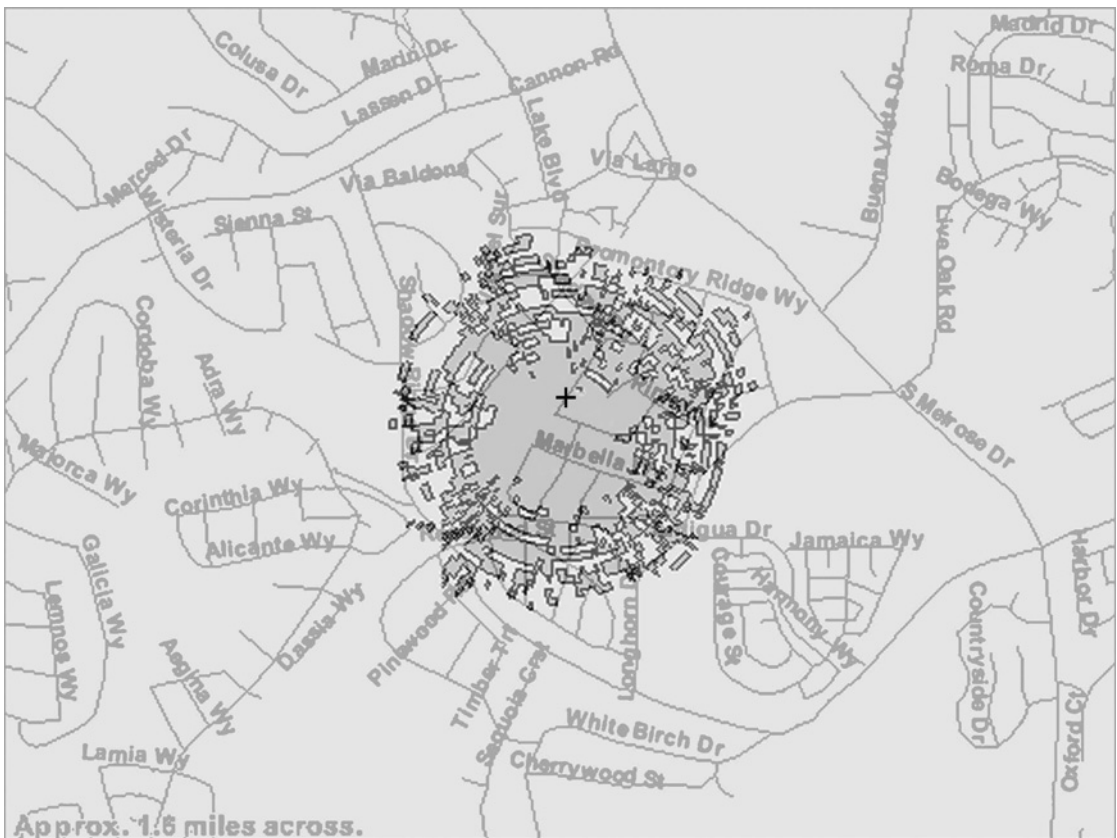 Madrid Dr
Colusa Dr
Marin Dr
Roma Dr
Lassen Dr
Cannon Rd
Lake Blvd
Buena Vista Dr
Merced Dr
Via Baldona
Via Largo
Bodega Wy
Wisteria Dr
Sienna St
Live Oak Rd
Promontory Ridge Wy
Cordoba Wy
Adra Wy
S Melrose Dr
Majorca Wy
Marbella
Corinthia Wy
Alicante Wy
Jamaica Wy
Galicia Wy
Harbor Dr
Lemnos Wy
Dassia Wy
Pinewood
Courage St
Harmony Wy
Countryside Dr
Aegina Wy
Timber Trl
Sequoia Crst
Longhorn
White Birch Dr
Oxford Ct
Lamia Wy
Cherrywood St
Approx. 1.6 miles across.